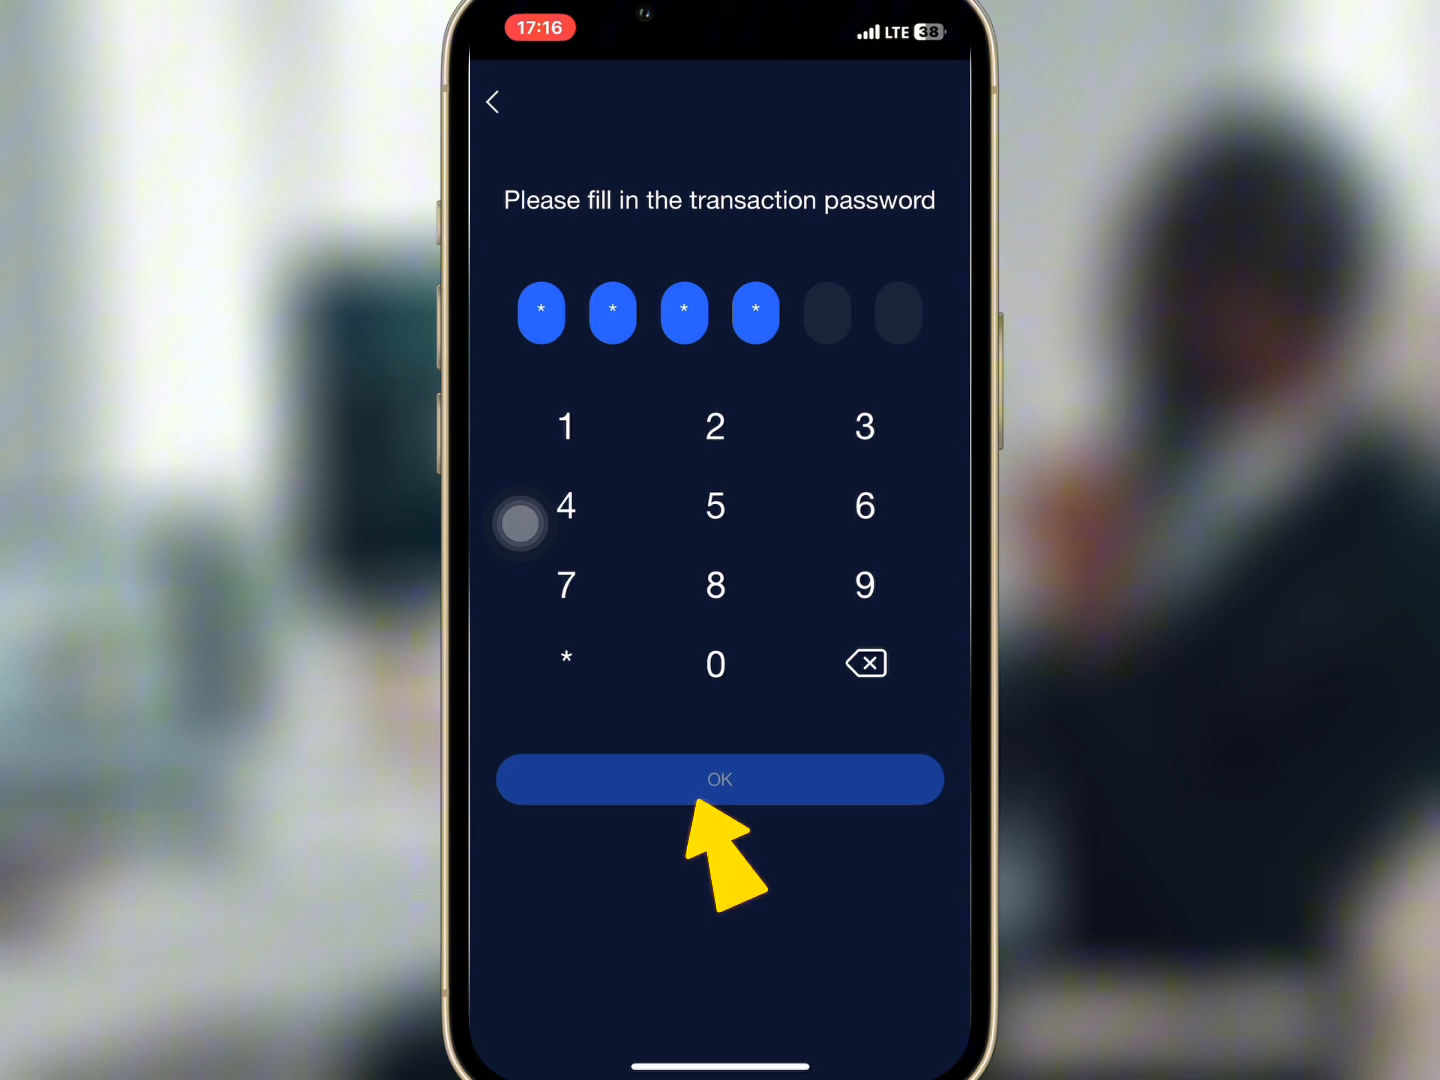 17:16
LTE 38
Please fill in the transaction password
* * * *
1 2 3
4 5 6
7 8 9
* 0
OK